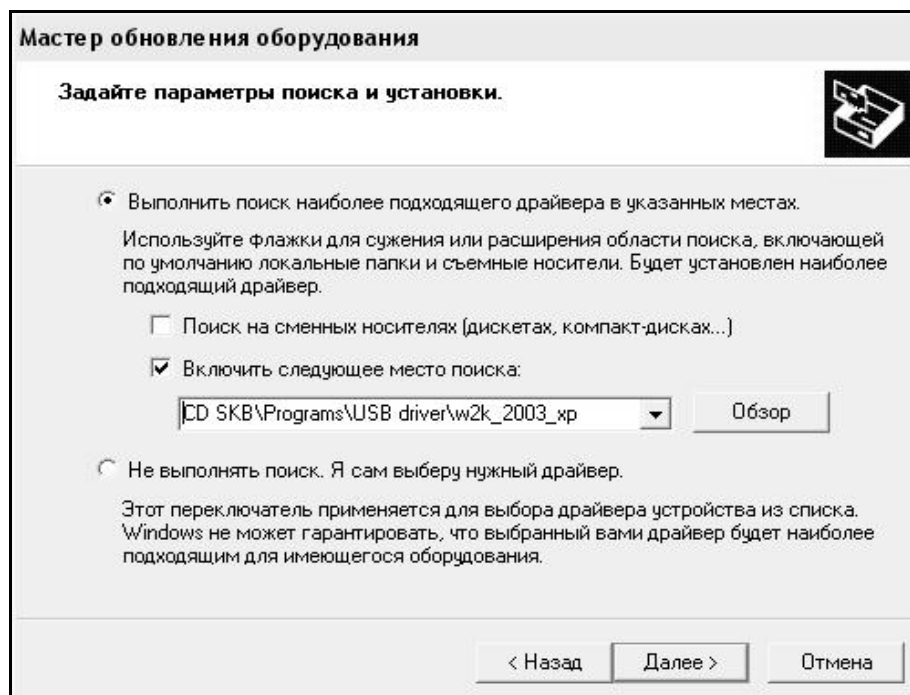 Мастер обновления оборудования
Задайте параметры поиска и установки.
Выполнить поиск наиболее подходящего драйвера в указанных местах.
Используйте флажки для сужения или расширения области поиска, включающей
по умолчанию локальные папки и съемные носители. Будет установлен наиболее
подходящий драйвер.
Поиск на сменных носителях (дискетах, компакт-дисках...)
Включить следующее место поиска:
CD SKB\Programs\USB driver\w2k_2003_xp
Обзор
Не выполнять поиск. Я сам выберу нужный драйвер.
Этот переключатель применяется для выбора драйвера устройства из списка.
Windows не может гарантировать, что выбранный вами драйвер будет наиболее
подходящим для имеющегося оборудования.
< Назад
Далее >
Отмена